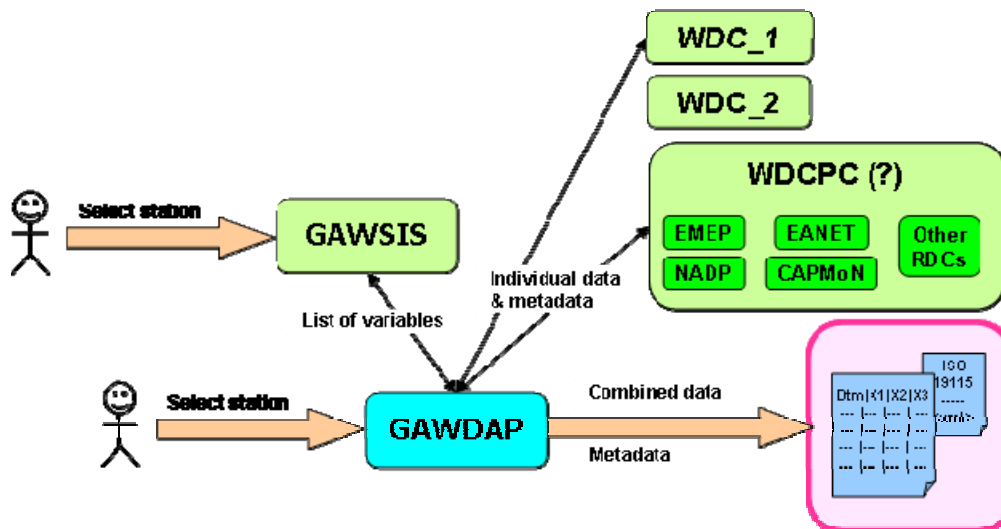 WDC_1
WDC_2
WDCPC (?)
EMEP
EANET
Other
RDCs
NADP
CAPMoN
Select station
GAWSIS
Individual data
& metadata
List of variables
Select station
GAWDAP
Combined data
Metadata
ISO
19115
-----
Dtm|X1|X2|X3
---|---|---|---
---|---|---|---
---|---|---|---
---|---|---|---